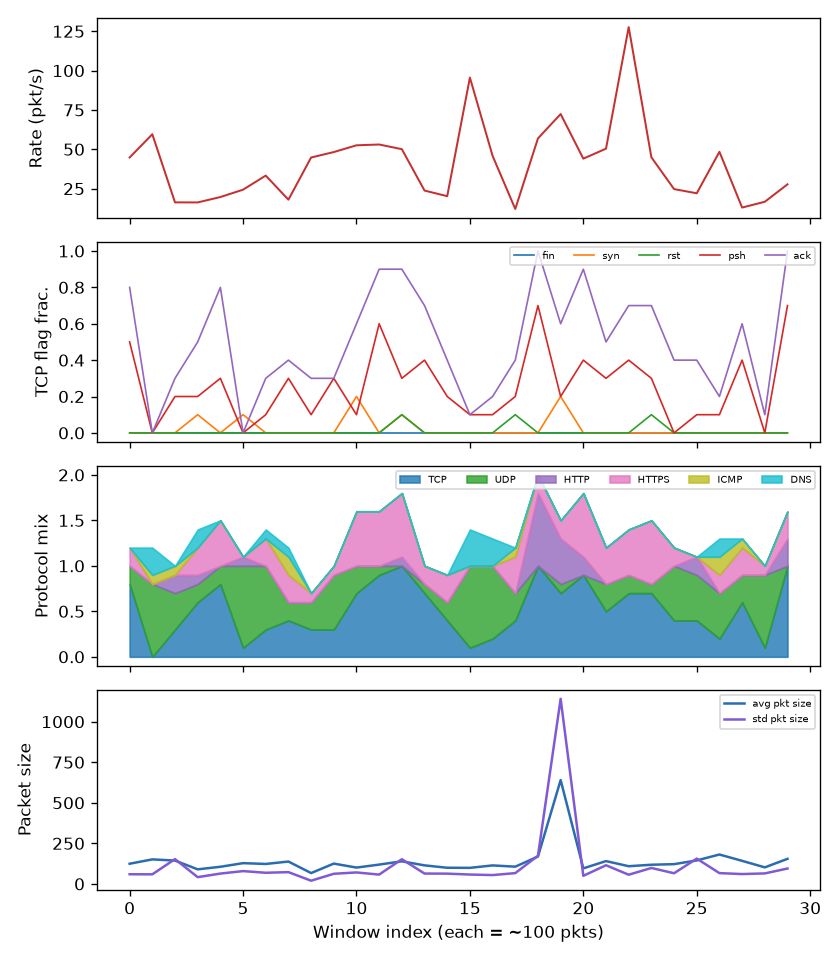 125
100
75
50
25
Rate (pkt/s)
1.0
0.8
0.6
0.4
0.2
0.0
TCP flag frac.
fin syn rst psh ack
2.0
1.5
1.0
0.5
0.0
Protocol mix
TCP UDP HTTP HTTPS ICMP DNS
1000
750
500
250
0
Packet size
avg pkt size
std pkt size
0 5 10 15 20 25 30
Window index (each = ~100 pkts)